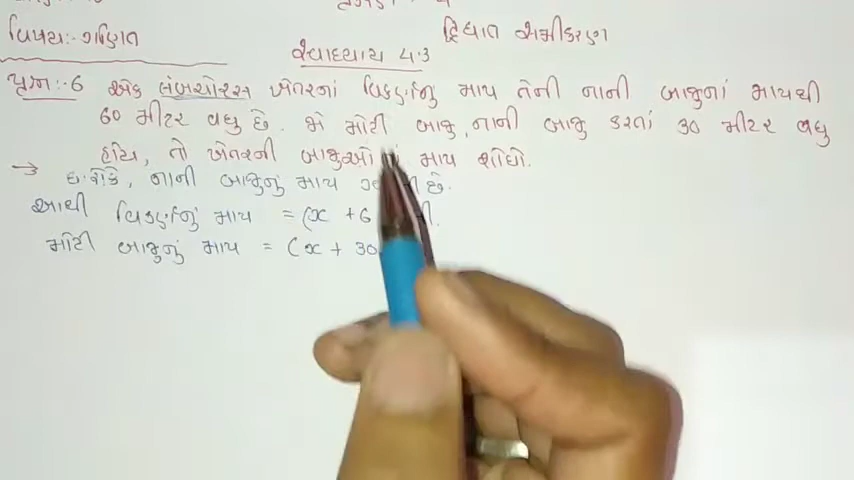 વિષય:- ગણિત
દ્વિઘાત સમીકરણ
સ્વાધ્યાય 4.3
પ્રશ્ન:-6 એક લંબચોરસ ખેતરનાં વિકર્ણનું માપ તેની નાની બાજુનાં માપથી
60 મીટર વધુ છે. જો મોટી બાજુ, નાની બાજુ કરતાં 30 મીટર વધુ
હોય, તો ખેતરની બાજુઓ માપ શોધો.
→ ધારોકે, નાની બાજુનું માપ છે.
આથી વિકર્ણનું માપ = (x + 6 મી.
મોટી બાજુનું માપ = (x + 30